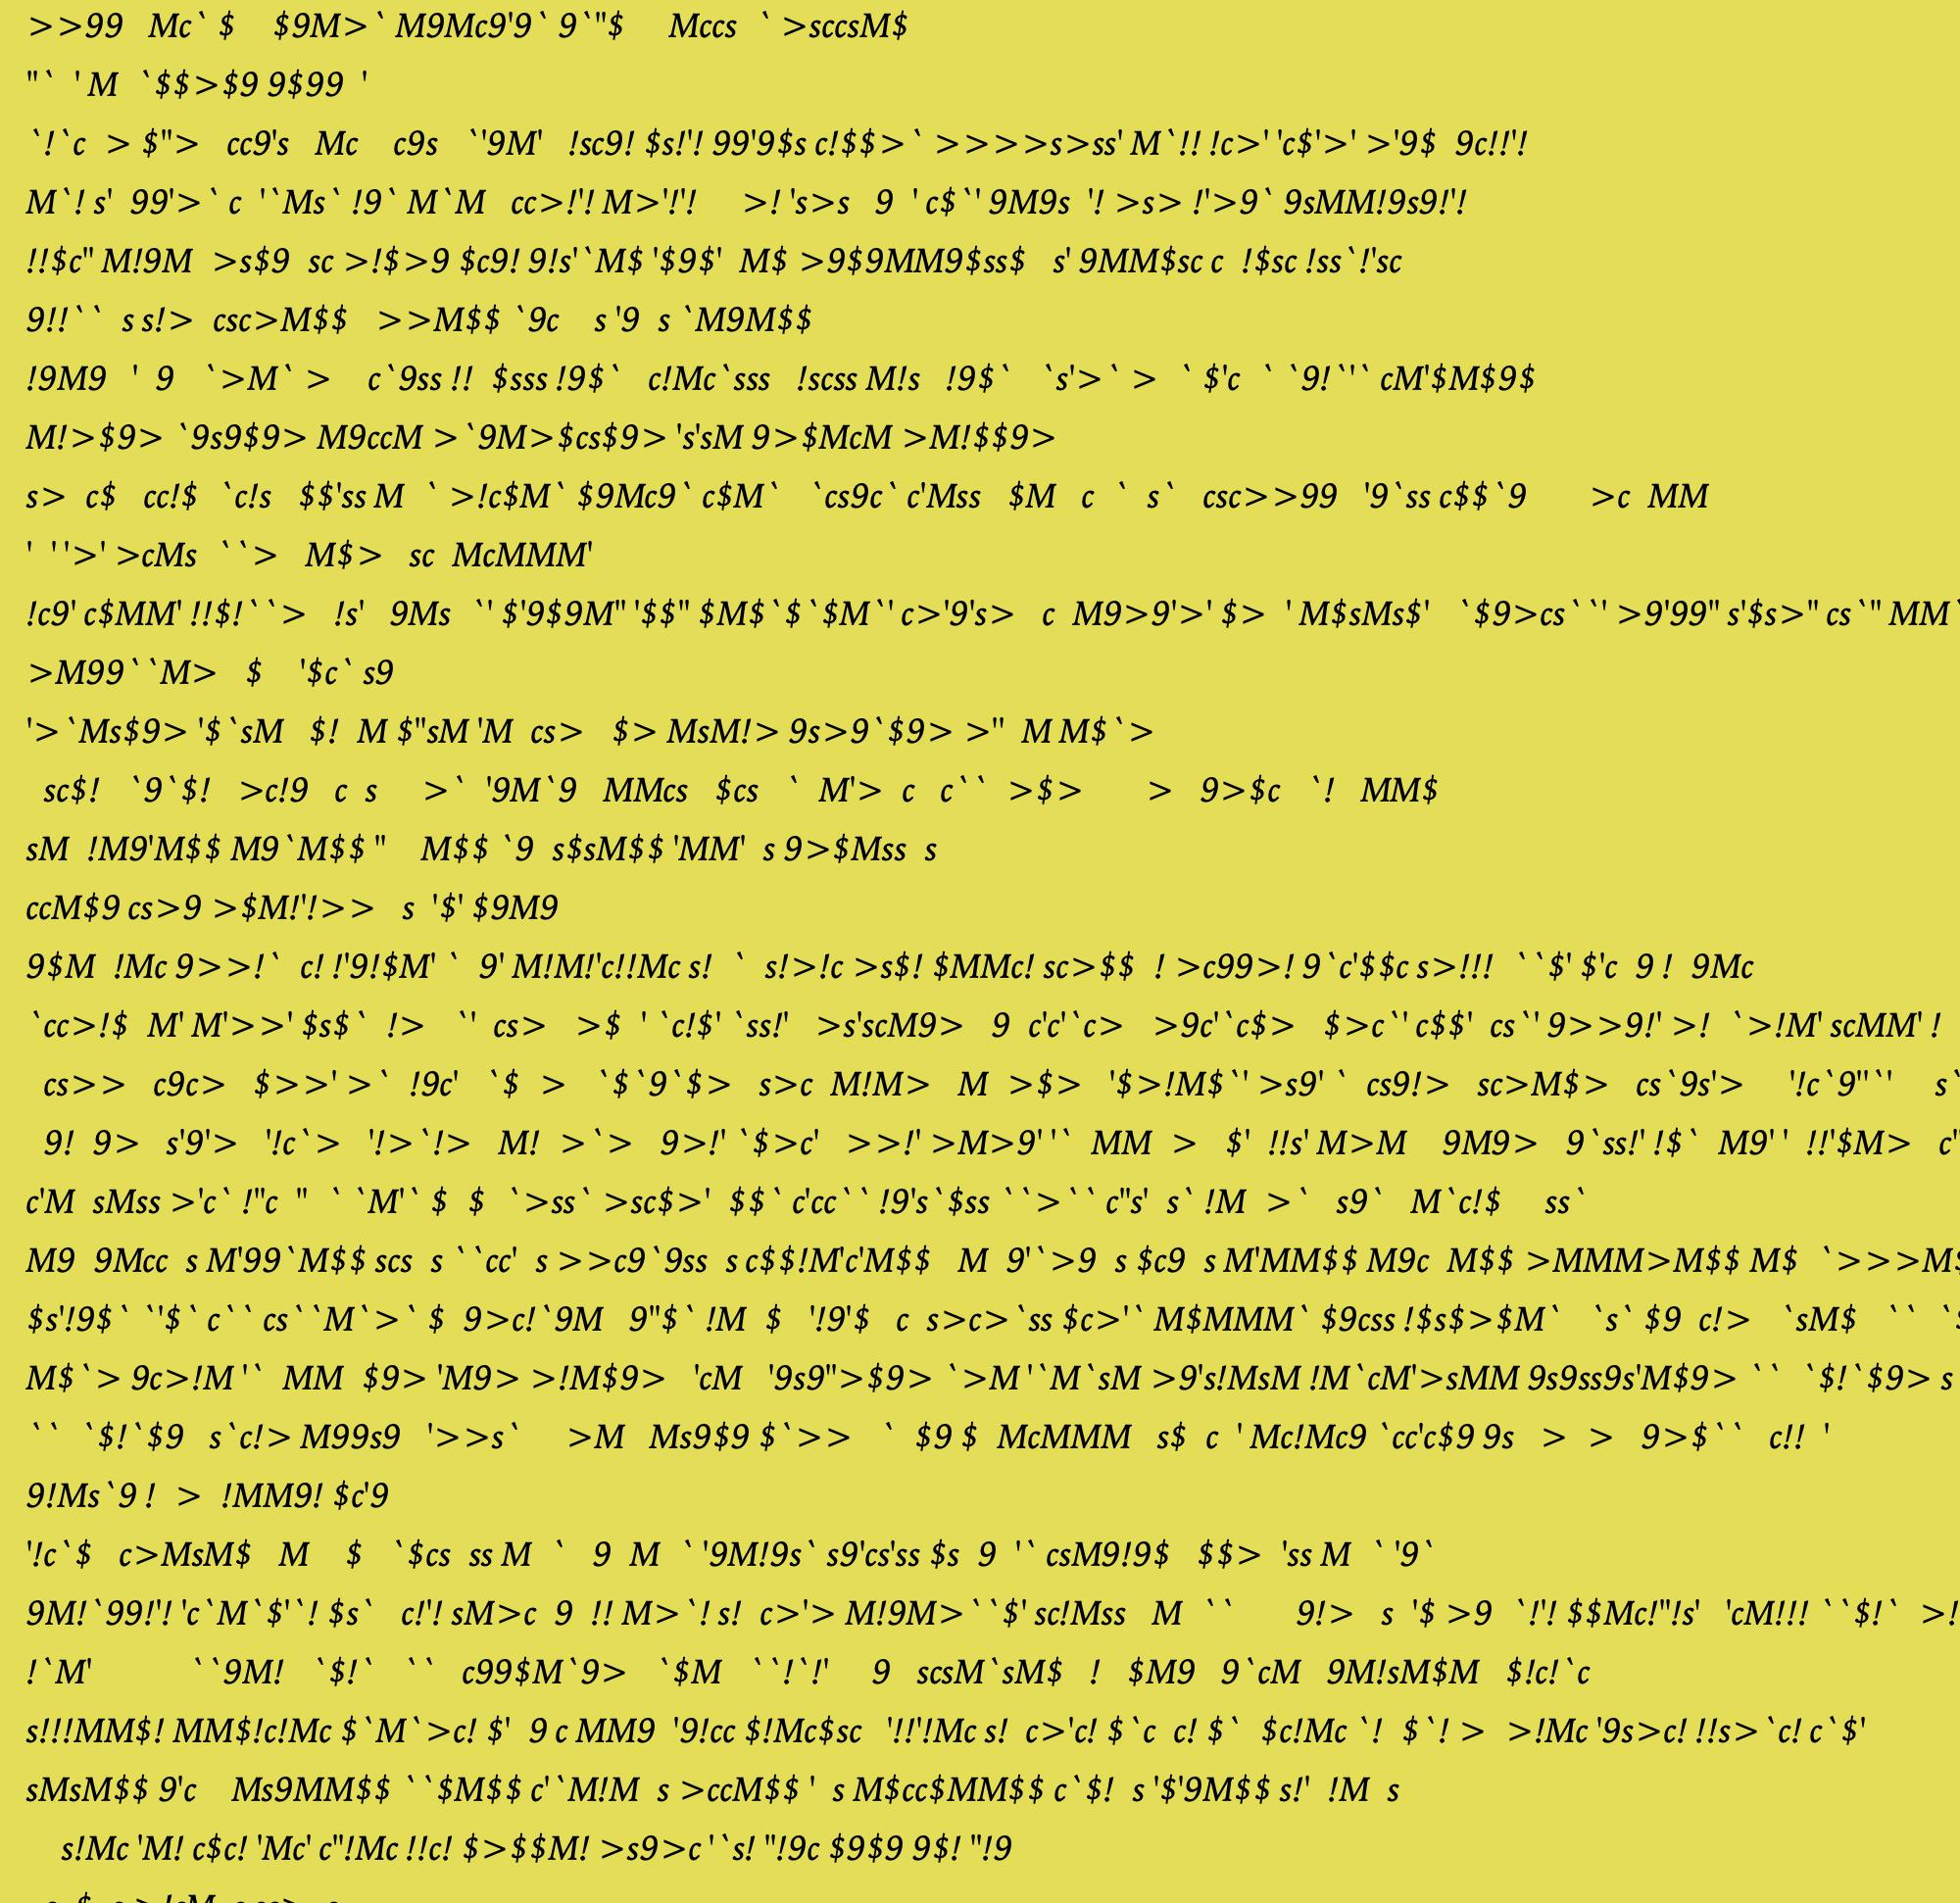 >>99 Mc` $ $9M>` M9Mc9'9` 9`"$ Mccs ` >sccsM$
"` ' M `$$>$9 9$99 '
`!`c > $"> cc9's Mc c9s `'9M' !sc9! $s!'! 99'9$s c!$$>` >>>>s>ss' M`!! !c>' 'c$'>' >'9$ 9c!!'!
M`! s' 99'>` c '`Ms` !9` M`M cc>!'! M>'!'! >! 's>s 9 ' c$`' 9M9s '! >s> !'>9` 9sMM!9s9!'!
!!$c" M!9M >s$9 sc >!$>9 $c9! 9!s'`M$ '$9$' M$ >9$9MM9$ss$ s' 9MM$sc c !$sc !ss`!'sc
9!!`` s s!> csc>M$$ >>M$$ `9c s '9 s `M9M$$
!9M9 ' 9 `>M` > c`9ss !! $sss !9$` c!Mc`sss !scss M!s !9$` `s'>` > ` $'c ` `9!`'` cM'$M$9$
M!>$9> `9s9$9> M9ccM >`9M>$cs$9> 's'sM 9>$McM >M!$$9>
s> c$ cc!$ `c!s $$'ss M ` >!c$M` $9Mc9` c$M` `cs9c` c'Mss $M c ` s` csc>>99 '9`ss c$$`9 >c MM
' ' '>' >cMs ``> M$> sc McMMM'
!c9' c$MM' !!$!``> !s' 9Ms `' $'9$9M" '$$" $M$`$`$M`' c>'9's> c M9>9'>' $> ' M$sMs$' `$9>cs``' >9'99" s'$s>" cs`" MM`
>M99``M> $ '$c` s9
'>`Ms$9> '$`sM $! M $"sM 'M cs> $> MsM!> 9s>9`$9> >" M M$`>
sc$! `9`$! >c!9 c s >` '9M`9 MMcs $cs ` M'> c c`` >$> > 9>$c `! MM$
sM !M9'M$$ M9`M$$ " M$$ `9 s$sM$$ 'MM' s 9>$Mss s
ccM$9 cs>9 >$M!'!>> s '$' $9M9
9$M !Mc 9>>!` c! !'9!$M' ` 9' M!M!'c!!Mc s! ` s!>!c >s$! $MMc! sc>$$ ! >c99>! 9`c'$$c s>!!! ``$' $'c 9 ! 9Mc
`cc>!$ M' M'>>' $s$` !> `' cs> >$ ' `c!$' `ss!' >s'scM9> 9 c'c'`c> >9c'`c$> $>c`' c$$' cs`' 9>>9!' >! `>!M' scMM' !
cs>> c9c> $>>' >` !9c' `$ > `$`9`$> s>c M!M> M >$> '$>!M$`' >s9' ` cs9!> sc>M$> cs`9s'> '!c`9"`' s`
9! 9> s'9'> '!c`> '!>`!> M! >`> 9>!' `$>c' >>!' >M>9' '` MM > $' !!s' M>M 9M9> 9`ss!' !$` M9' ' !!'$M> c"
c'M sMss >'c` !"c " ` `M'` $ $ `>ss` >sc$>' $$` c'cc`` !9's`$ss ``>`` c"s' s` !M >` s9` M`c!$ ss`
M9 9Mcc s M'99`M$$ scs s ``cc' s >>c9`9ss s c$$!M'c'M$$ M 9'`>9 s $c9 s M'MM$$ M9c M$$ >MMM>M$$ M$ `>>>M$
$s'!9$` `'$` c`` cs``M`>`$ 9>c!`9M 9"$` !M $ '!9'$ c s>c>`ss $c>'` M$MMM` $9css !$s$>$M` `s` $9 c!> `sM$ `` `$
M$`> 9c>!M '` MM $9> 'M9> >!M$9> 'cM '9s9">$9> `>M '`M`sM >9's!MsM !M`cM'>sMM 9s9ss9s'M$9> `` `$!`$9> s
`` `$!`$9 s`c!> M99s9 '>>s` >M Ms9$9 $`>> ` $9 $ McMMM s$ c ' Mc!Mc9 `cc'c$9 9s > > 9>$`` c!! '
9!Ms`9 ! > !MM9! $c'9
'!c`$ c>MsM$ M $ `$cs ss M ` 9 M ` '9M!9s` s9'cs'ss $s 9 '` csM9!9$ $$> 'ss M ` '9`
9M!`99!'! 'c`M`$'`! $s` c!'! sM>c 9 !! M>`! s! c>'> M!9M>``$' sc!Mss M `` 9!> s '$ >9 `!'! $$Mc!"!s' 'cM!!! ``$!` >!
!`M' ``9M! `$!` `` c99$M`9> `$M ``!`!' 9 scsM`sM$ ! $M9 9`cM 9M!sM$M $!c!`c
s!!!MM$! MM$!c!Mc $`M`>c! $' 9 c MM9 '9!cc $!Mc$sc '!!'!Mc s! c>'c! $`c c! $` $c!Mc `! $`! > >!Mc '9s>c! !!s>`c! c`$'
sMsM$$ 9'c Ms9MM$$ ``$M$$ c'`M!M s >ccM$$ ' s M$cc$MM$$ c`$! s '$'9M$$ s!' !M s
s!Mc 'M! c$c! 'Mc' c"!Mc !!c! $>$$M! >s9>c '`s! "!9c $9$9 9$! "!9